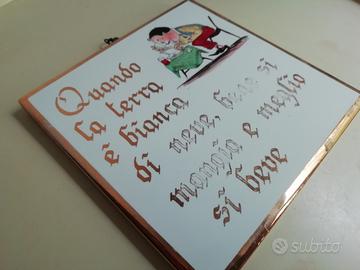 Quando
la terra
è bianca
di neve, bene si
mangia e meglio
si beve
subito